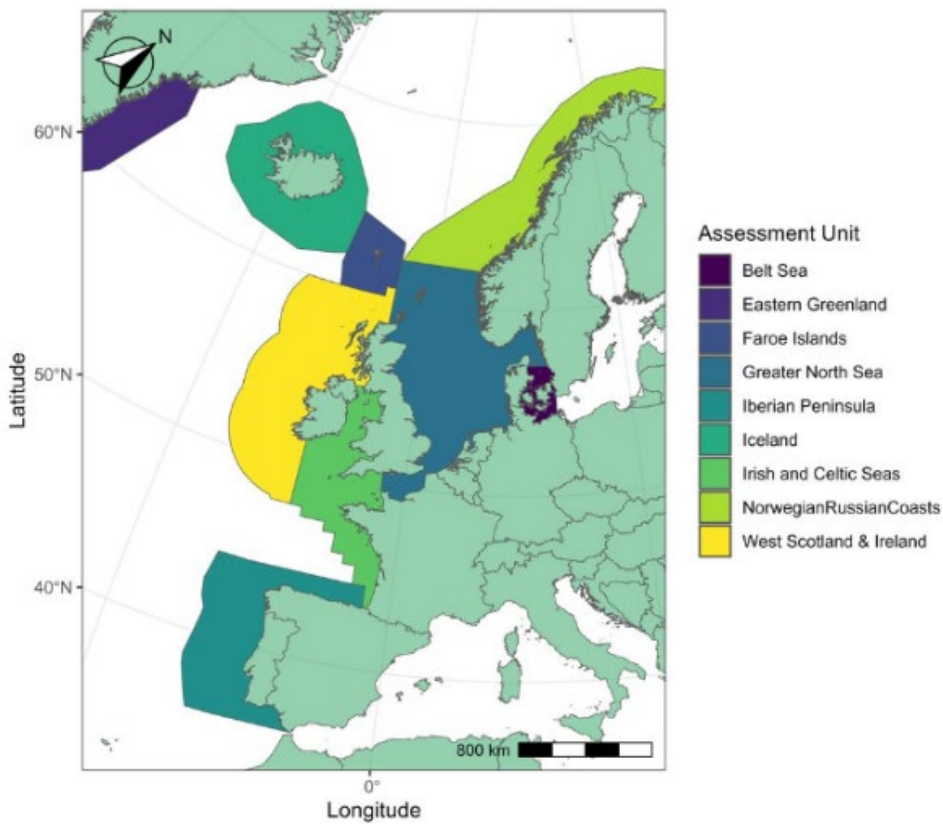 N
60°N
50°N
40°N
Latitude
800 km
0°
Longitude
Assessment Unit
Belt Sea
Eastern Greenland
Faroe Islands
Greater North Sea
Iberian Peninsula
Iceland
Irish and Celtic Seas
NorwegianRussianCoasts
West Scotland & Ireland